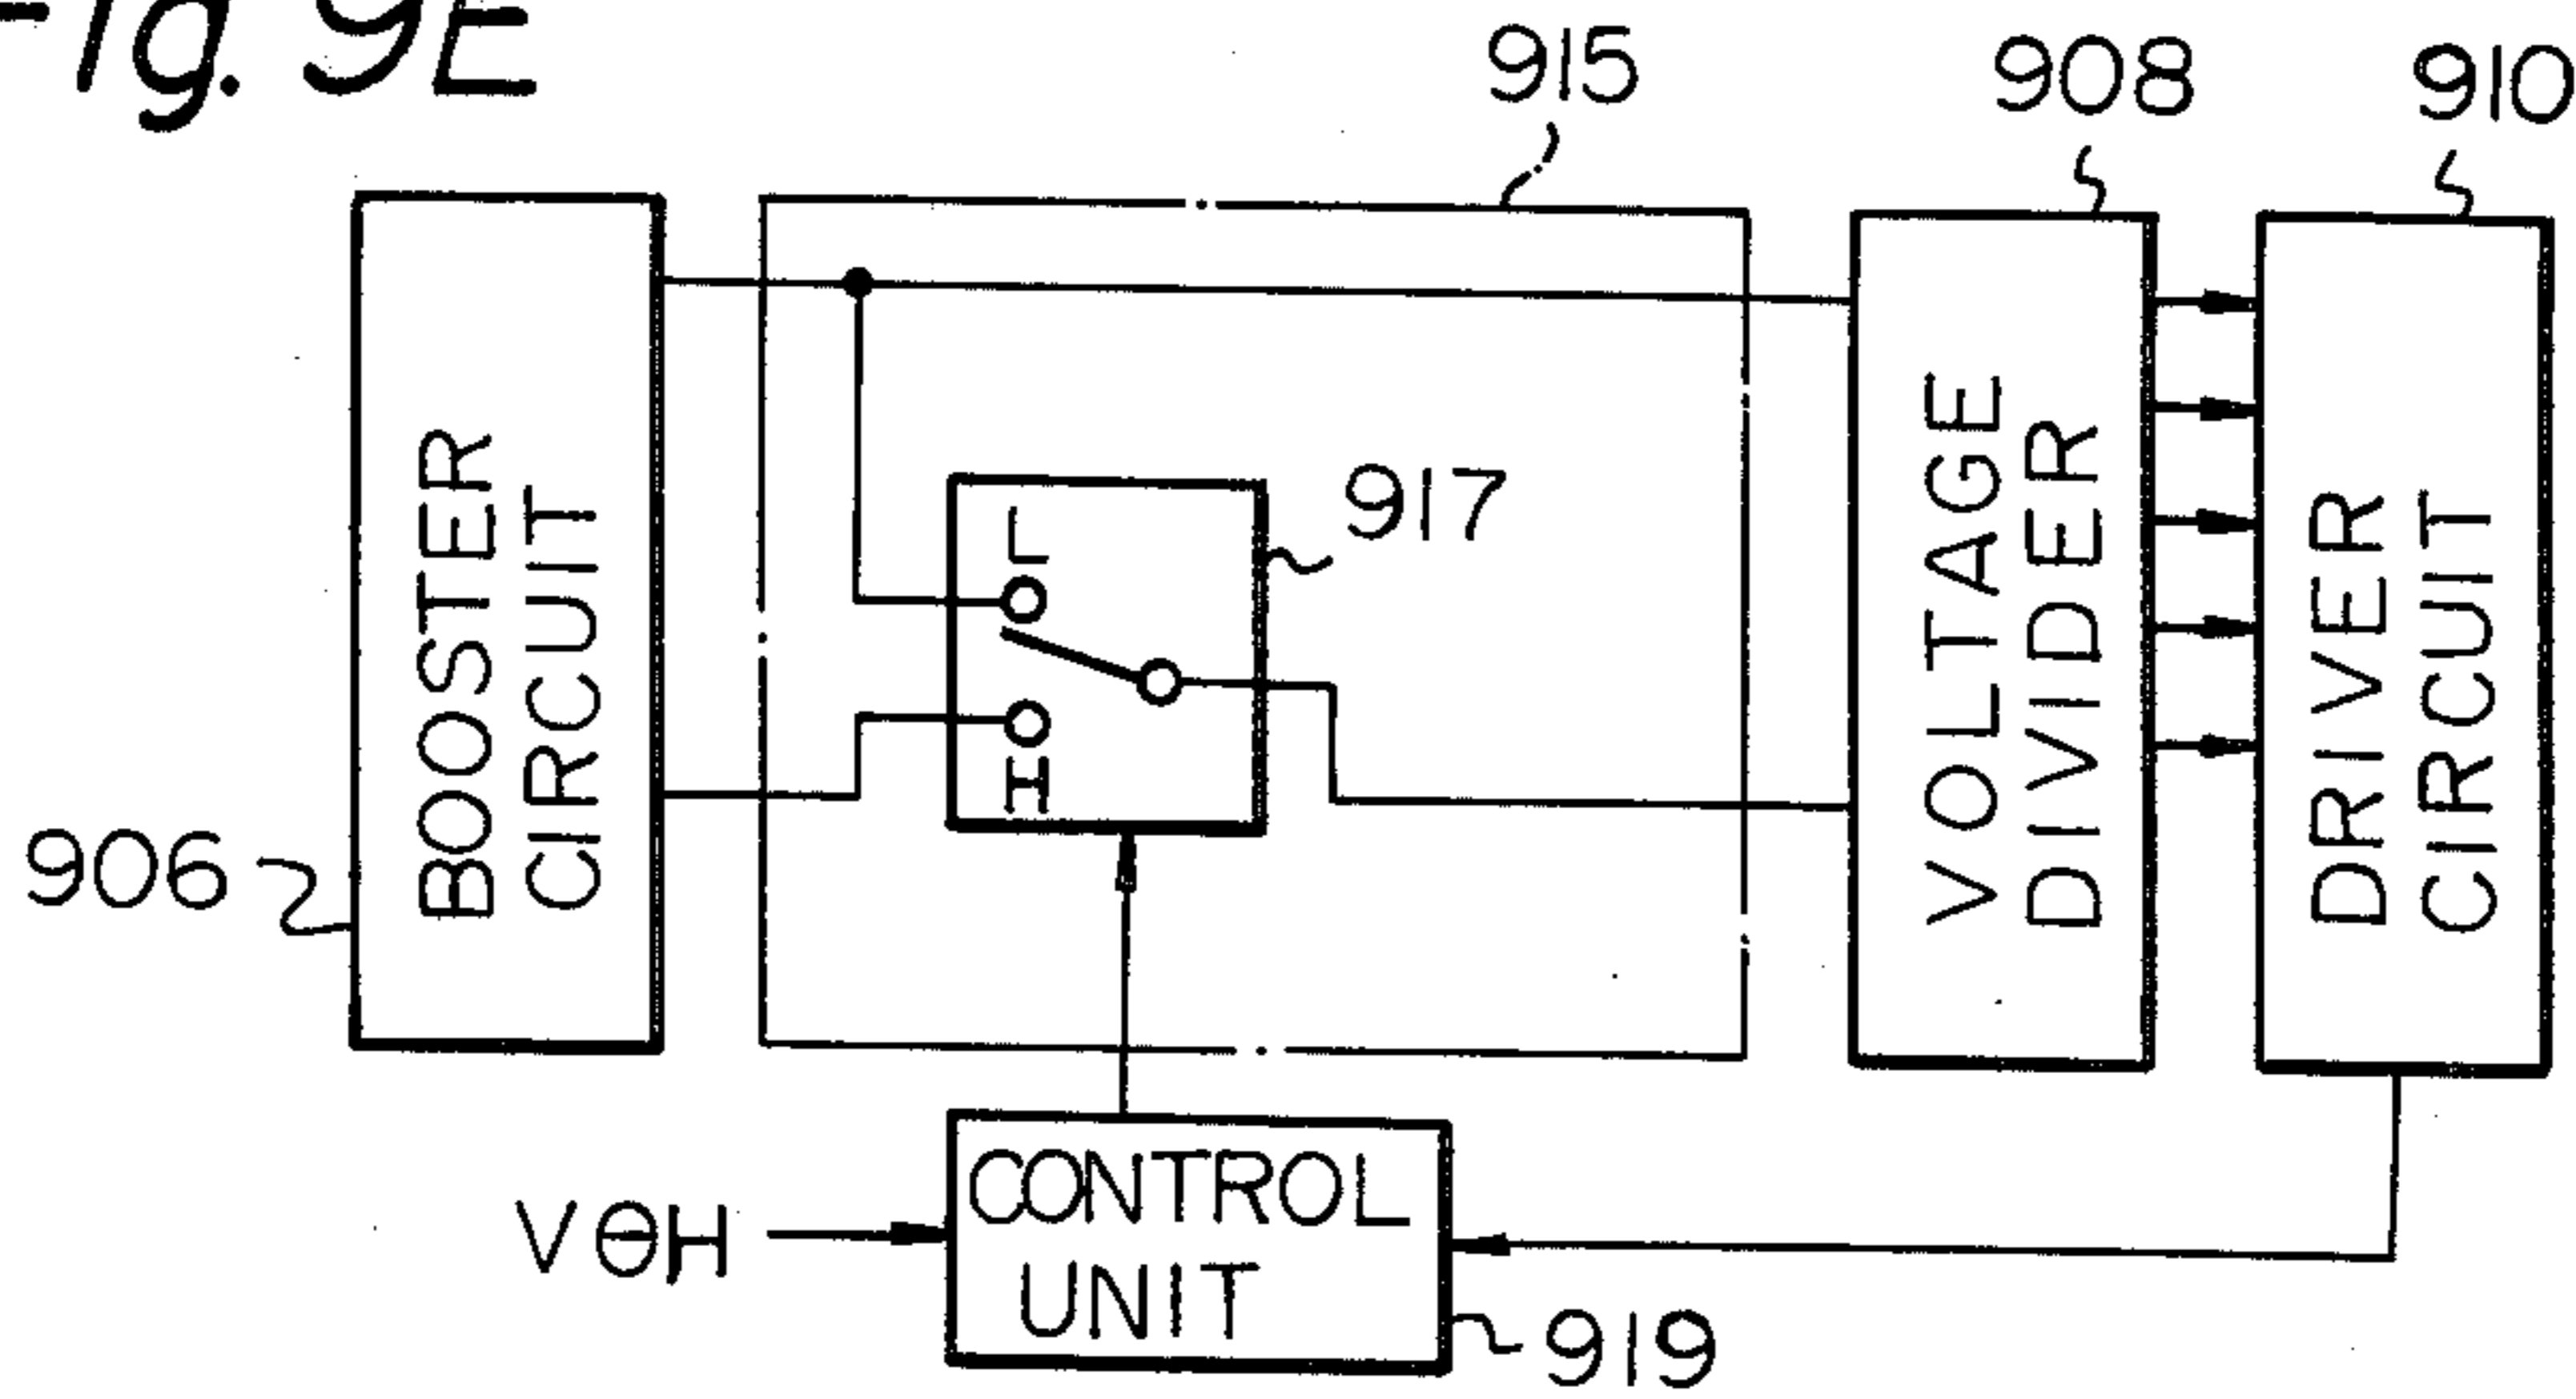 Fig. 9E
915
908
910
BOOSTER
CIRCUIT
L
917
H
VOLTAGE
DIVIDER
DRIVER
CIRCUIT
906
VΘH
CONTROL
UNIT
919